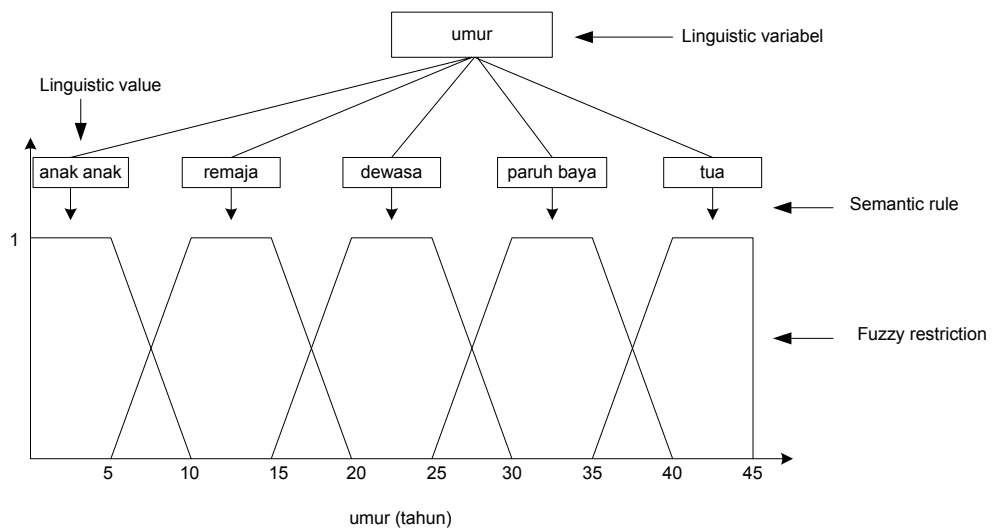 umur
Linguistic variabel
Linguistic value
anak anak
remaja
dewasa
paruh baya
tua
Semantic rule
1
Fuzzy restriction
5
10
15
20
25
30
35
40
45
umur (tahun)